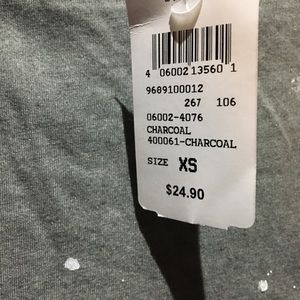 4 06002 13560 1
9689100012
267 106
06002-4076
CHARCOAL
400061-CHARCOAL
SIZE XS
$24.90